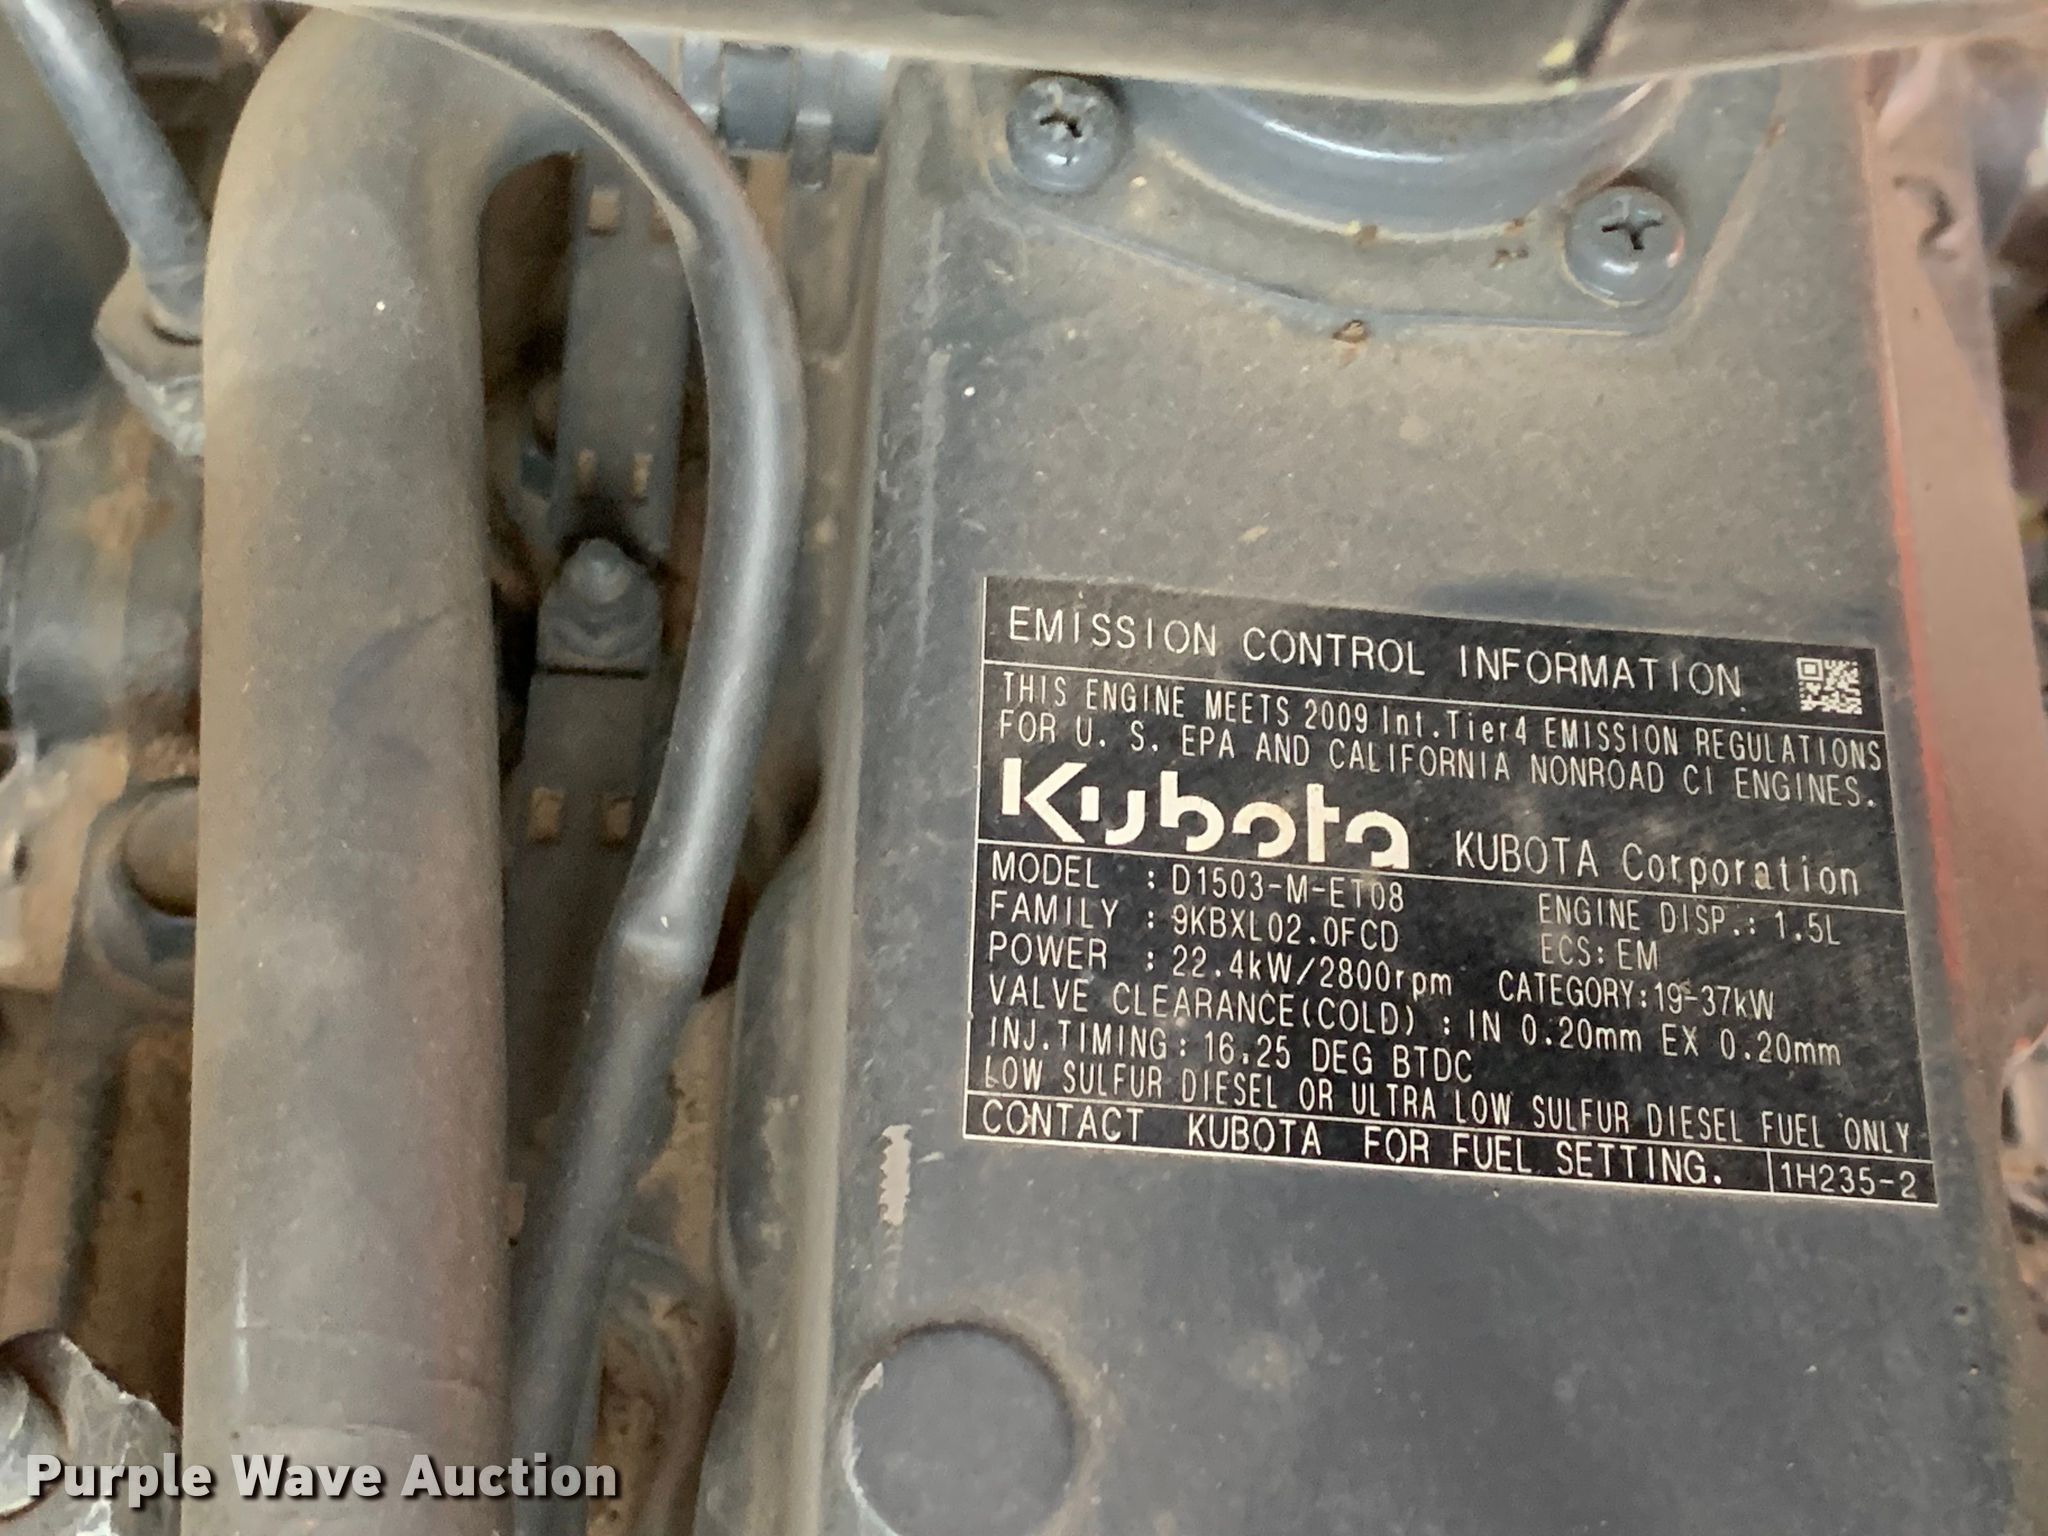 EMISSION CONTROL INFORMATION
THIS ENGINE MEETS 2009 Int.Tier4 EMISSION REGULATIONS
FOR U. S. EPA AND CALIFORNIA NONROAD CI ENGINES.
Kubota KUBOTA Corporation
MODEL : D1503-M-ET08 ENGINE DISP.: 1.5L
FAMILY : 9KBXL02.0FCD ECS: EM
POWER : 22.4kW/2800rpm CATEGORY:19-37kW
VALVE CLEARANCE(COLD) : IN 0.20mm EX 0.20mm
INJ.TIMING: 16.25 DEG BTDC
LOW SULFUR DIESEL OR ULTRA LOW SULFUR DIESEL FUEL ONLY
CONTACT KUBOTA FOR FUEL SETTING. 1H235-2
Purple Wave Auction